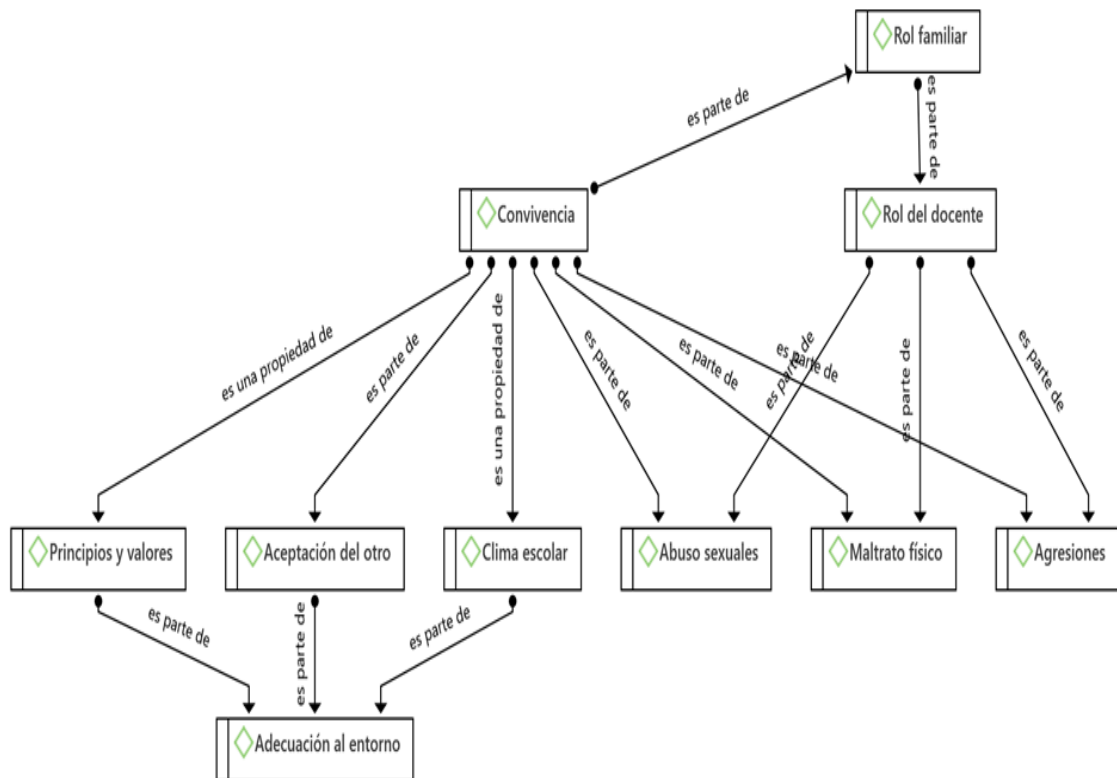 Rol familiar
es parte de
es parte de
Convivencia
Rol del docente
es una propiedad de
es parte de
es una propiedad de
es parte de
es parte de
es parte de
es parte de
es parte de
es parte de
Principios y valores
Aceptación del otro
Clima escolar
Abuso sexuales
Maltrato físico
Agresiones
es parte de
es parte de
es parte de
Adecuación al entorno